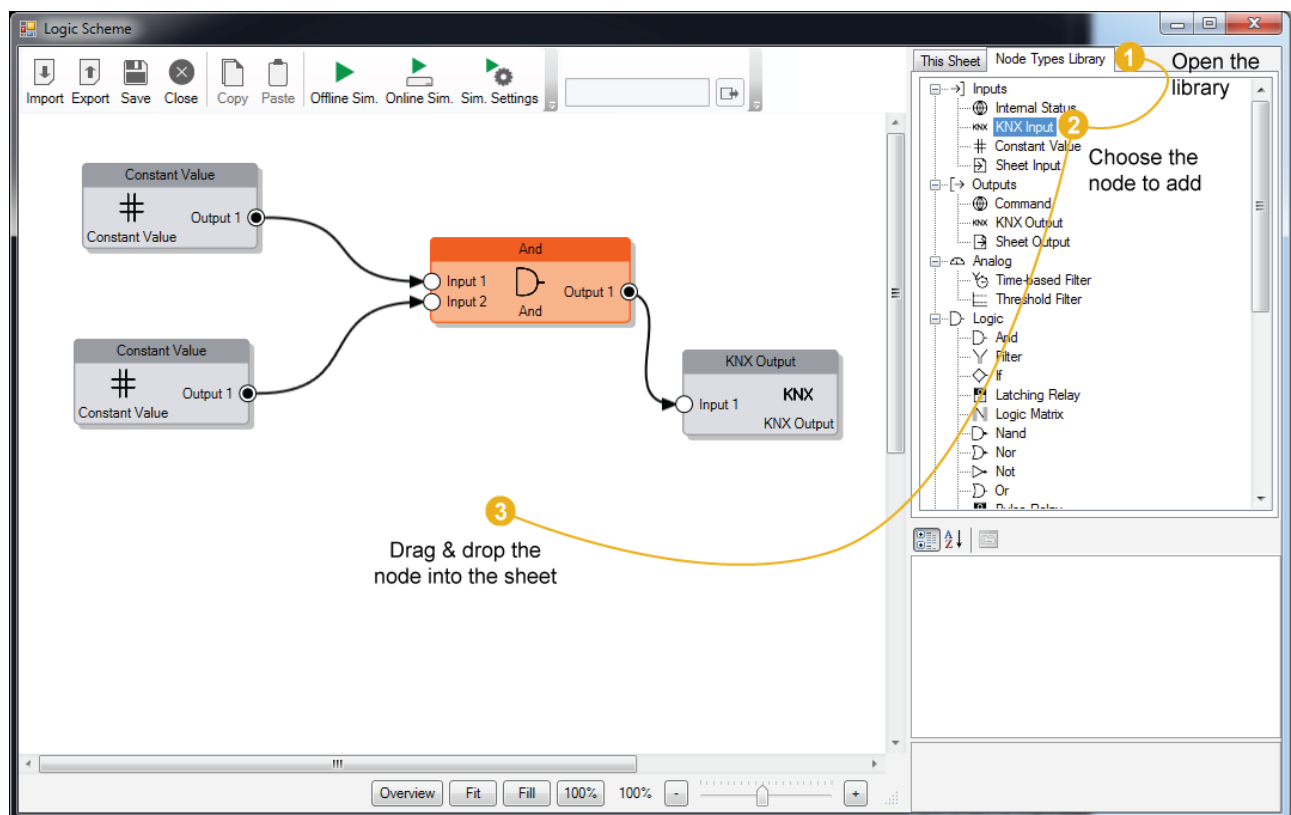 Logic Scheme
Import Export Save Close Copy Paste Offline Sim. Online Sim. Sim. Settings
Constant Value
Output 1
Constant Value
Constant Value
Output 1
Constant Value
And
Input 1
Input 2
Output 1
And
KNX Output
Input 1
KNX
KNX Output
3
Drag & drop the
node into the sheet
Overview Fit Fill 100% 100% - +
This Sheet Node Types Library 1 Open the
library
Inputs
Internal Status
KNX KNX Input 2
Constant Value
Choose the
node to add
Sheet Input
Outputs
Command
KNX KNX Output
Sheet Output
Analog
Time-based Filter
Threshold Filter
Logic
And
Filter
If
Latching Relay
Logic Matrix
Nand
Nor
Not
Or
Pulse Relay
A
Z